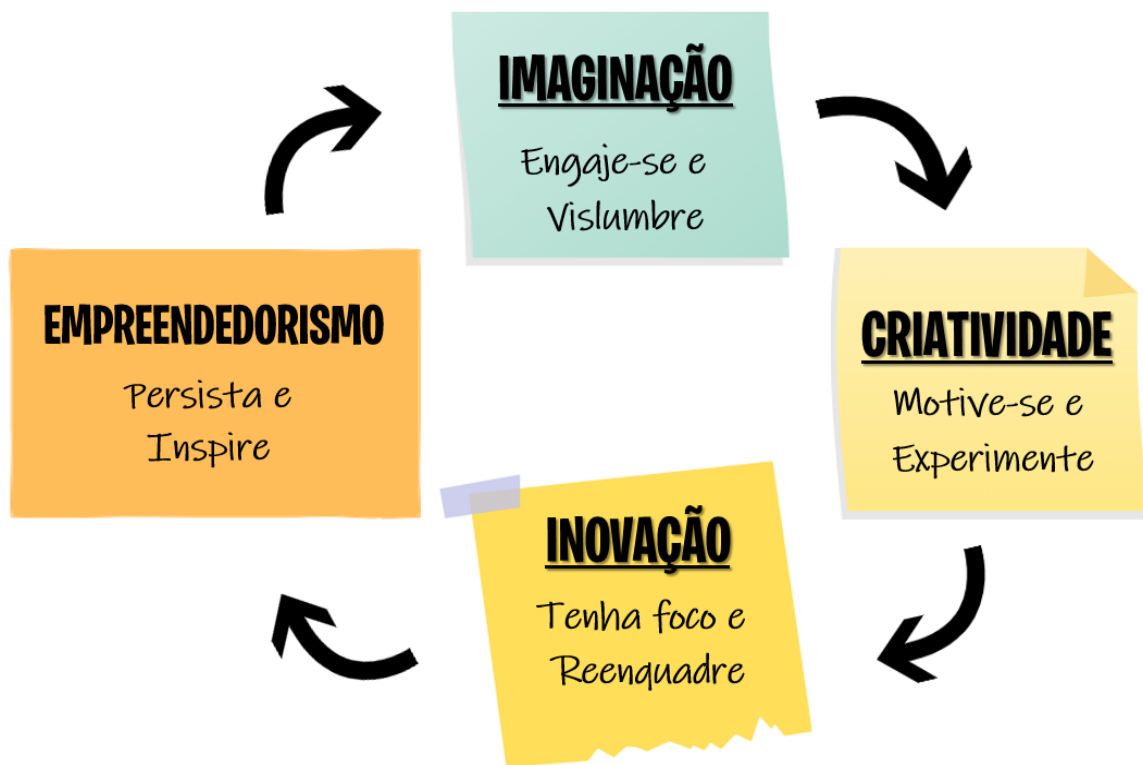 IMAGINAÇÃO
Engaje-se e
Vislumbre
CRIATIVIDADE
Motive-se e
Experimente
INOVAÇÃO
Tenha foco e
Reenquadre
EMPREENDEDORISMO
Persista e
Inspire